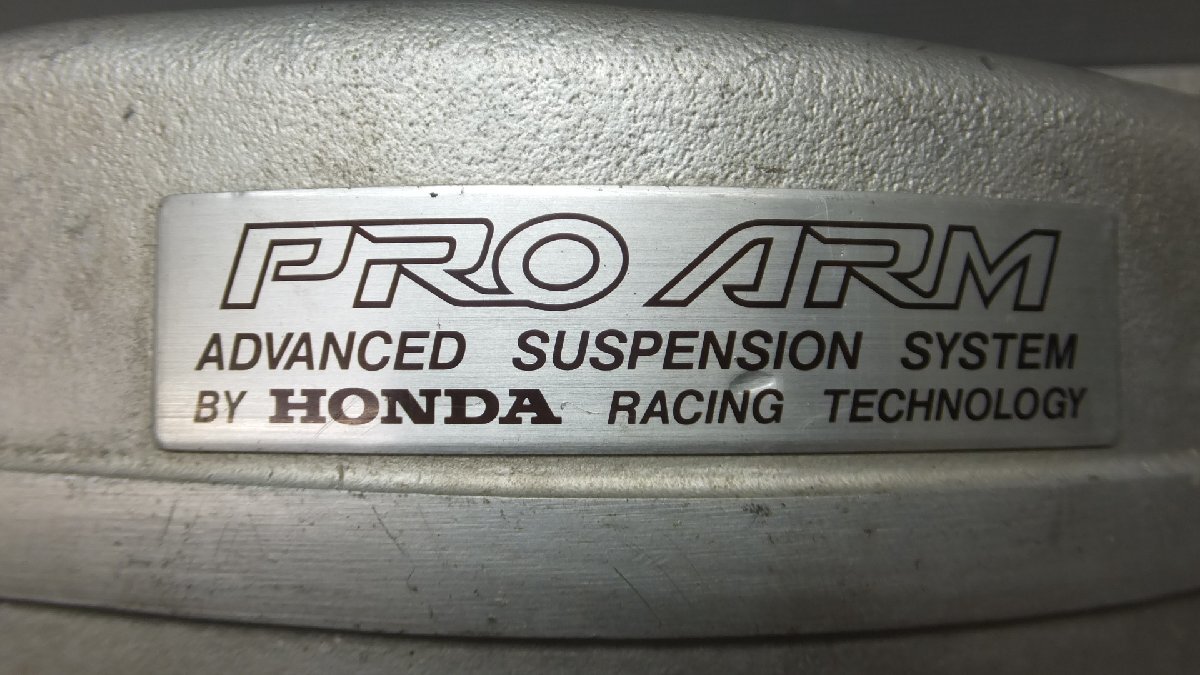 PRO ARM
ADVANCED SUSPENSION SYSTEM
BY HONDA RACING TECHNOLOGY